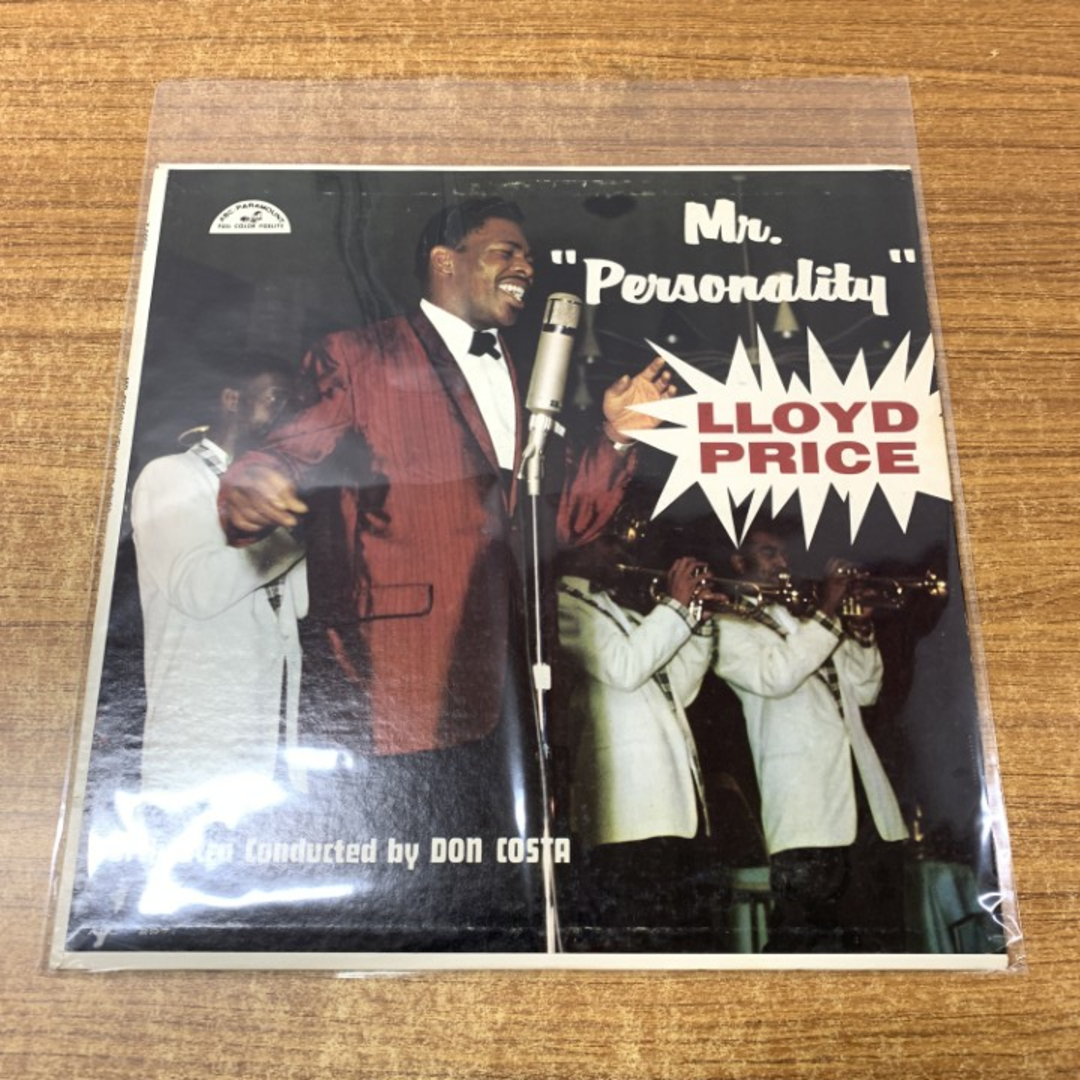 ABC-PARAMOUNT
FULL COLOR FIDELITY
Mr.
"Personality"
LLOYD
PRICE
Conducted by DON COSTA